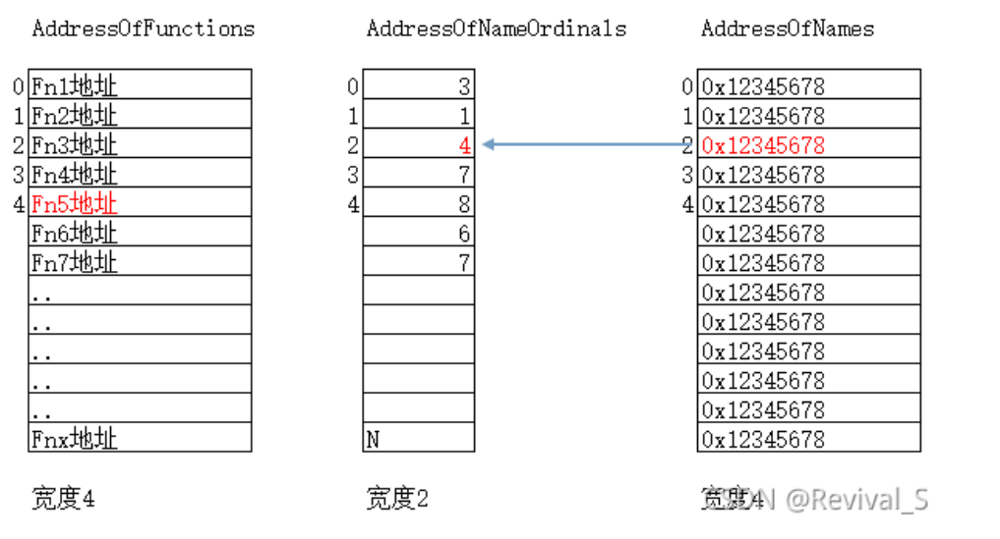 AddressOfFunctions AddressOfNameOrdinals AddressOfNames
0 Fn1地址 0 3 0 0x12345678
1 Fn2地址 1 1 1 0x12345678
2 Fn3地址 2 4 2 0x12345678
3 Fn4地址 3 7 3 0x12345678
4 Fn5地址 4 8 4 0x12345678
Fn6地址 6 0x12345678
Fn7地址 7 0x12345678
.. 0x12345678
.. 0x12345678
.. 0x12345678
.. 0x12345678
.. 0x12345678
Fnx地址 N 0x12345678
宽度4 宽度2 宽度4
CSDN @Revival_S